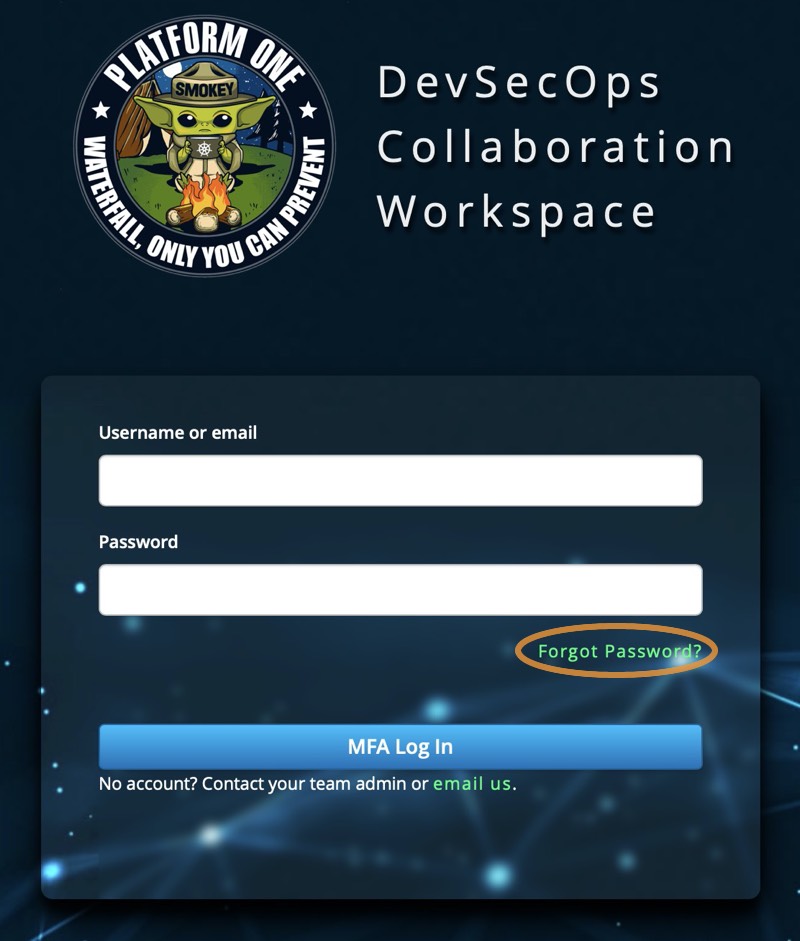 PLATFORM ONE
SMOKEY
WATERFALL, ONLY YOU CAN PREVENT
DevSecOps
Collaboration
Workspace
Username or email
Password
Forgot Password?
MFA Log In
No account? Contact your team admin or email us.